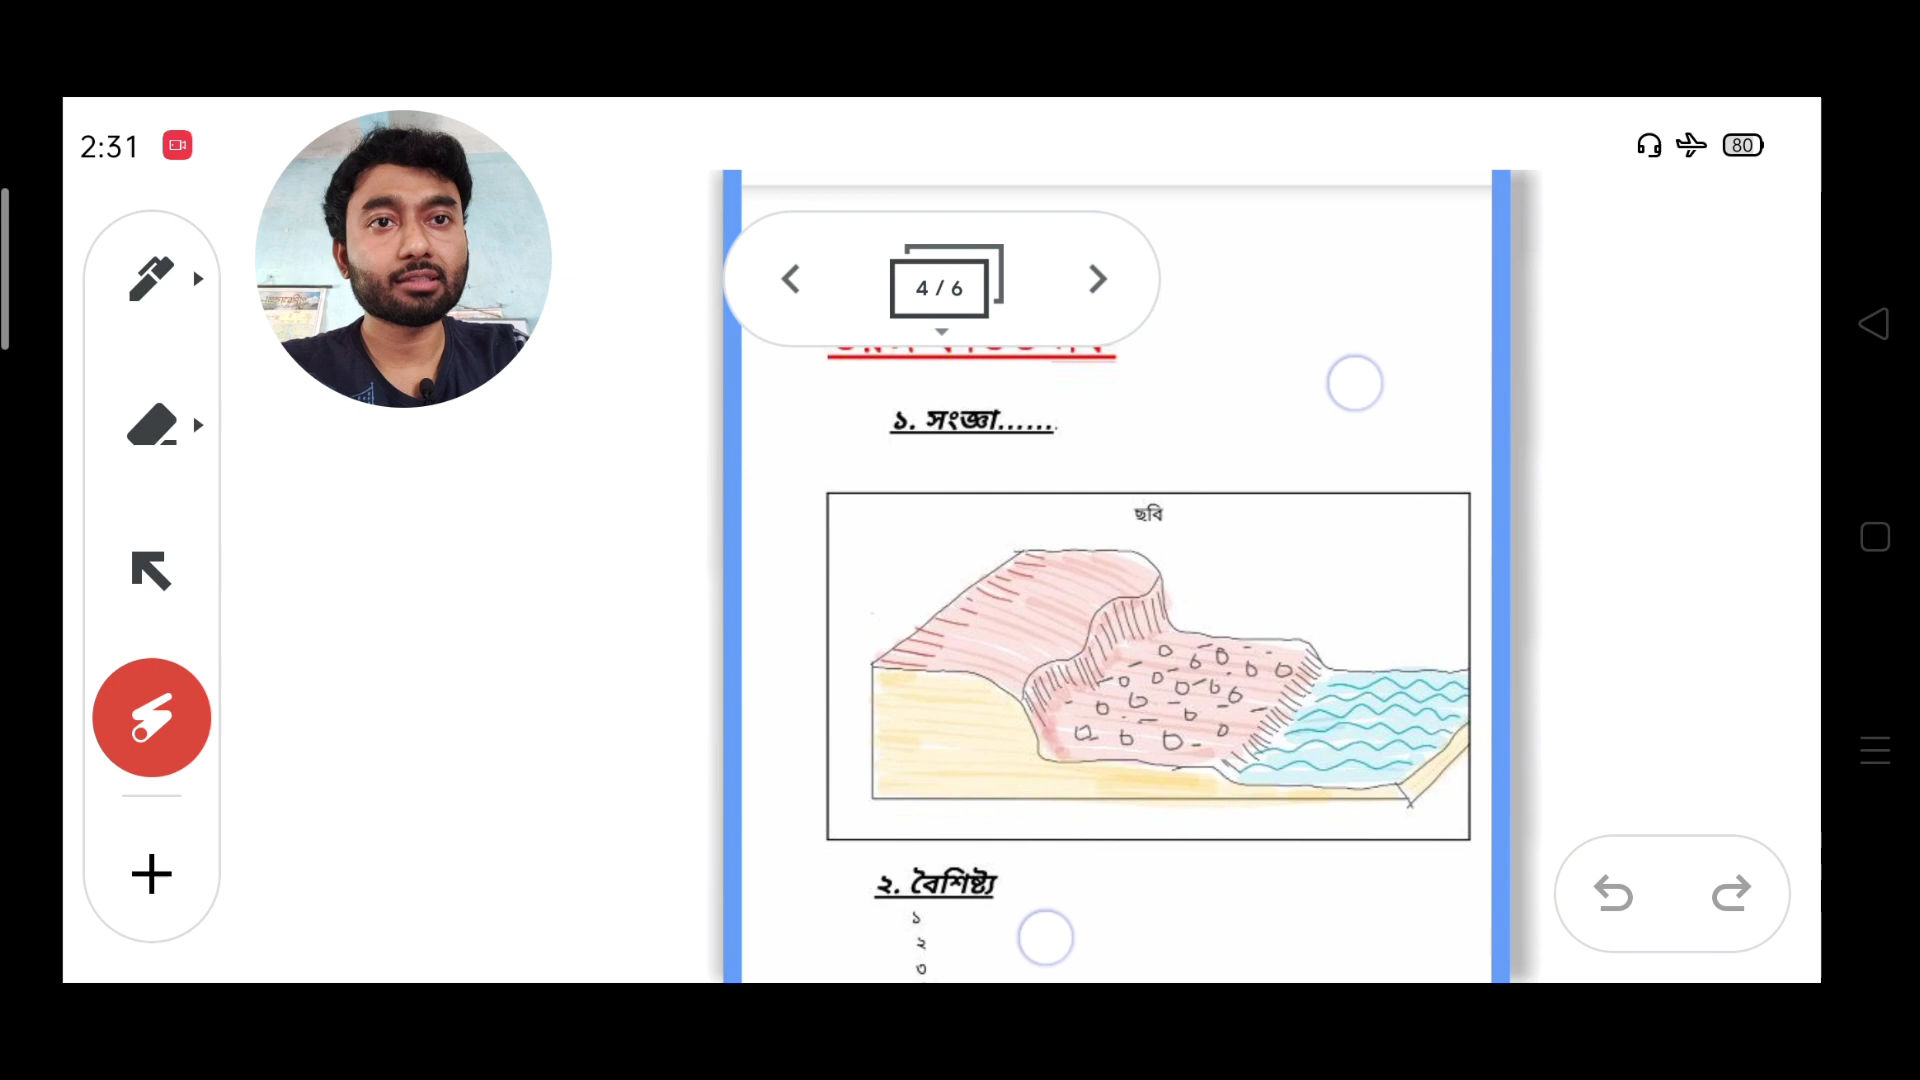 2:31
80
4 / 6
১. সংজ্ঞা.......
ছবি
২. বৈশিষ্ট্য
১
২
৩